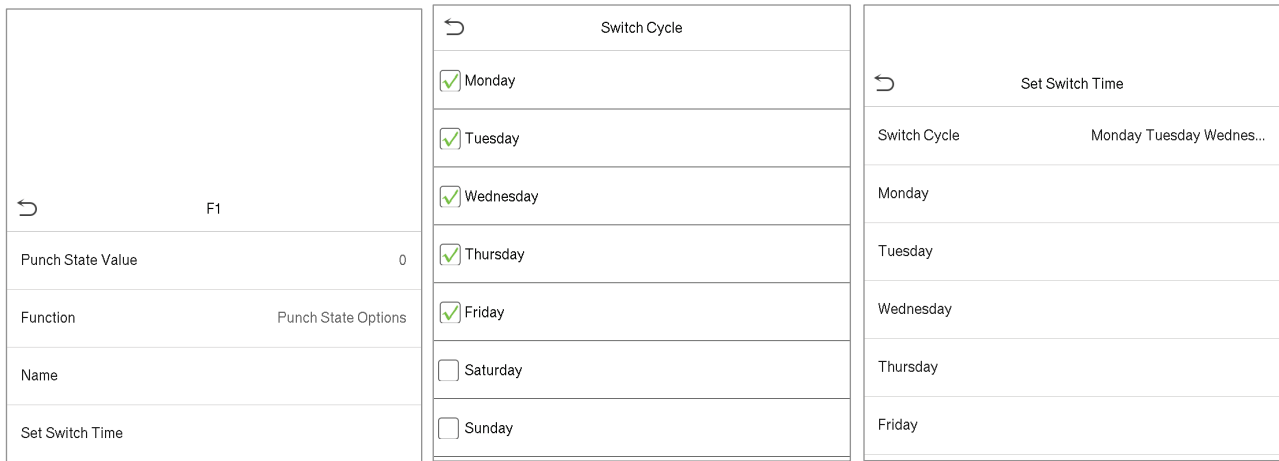 F1
Punch State Value 0
Function Punch State Options
Name
Set Switch Time
Switch Cycle
Monday
Tuesday
Wednesday
Thursday
Friday
Saturday
Sunday
Set Switch Time
Switch Cycle Monday Tuesday Wednes...
Monday
Tuesday
Wednesday
Thursday
Friday